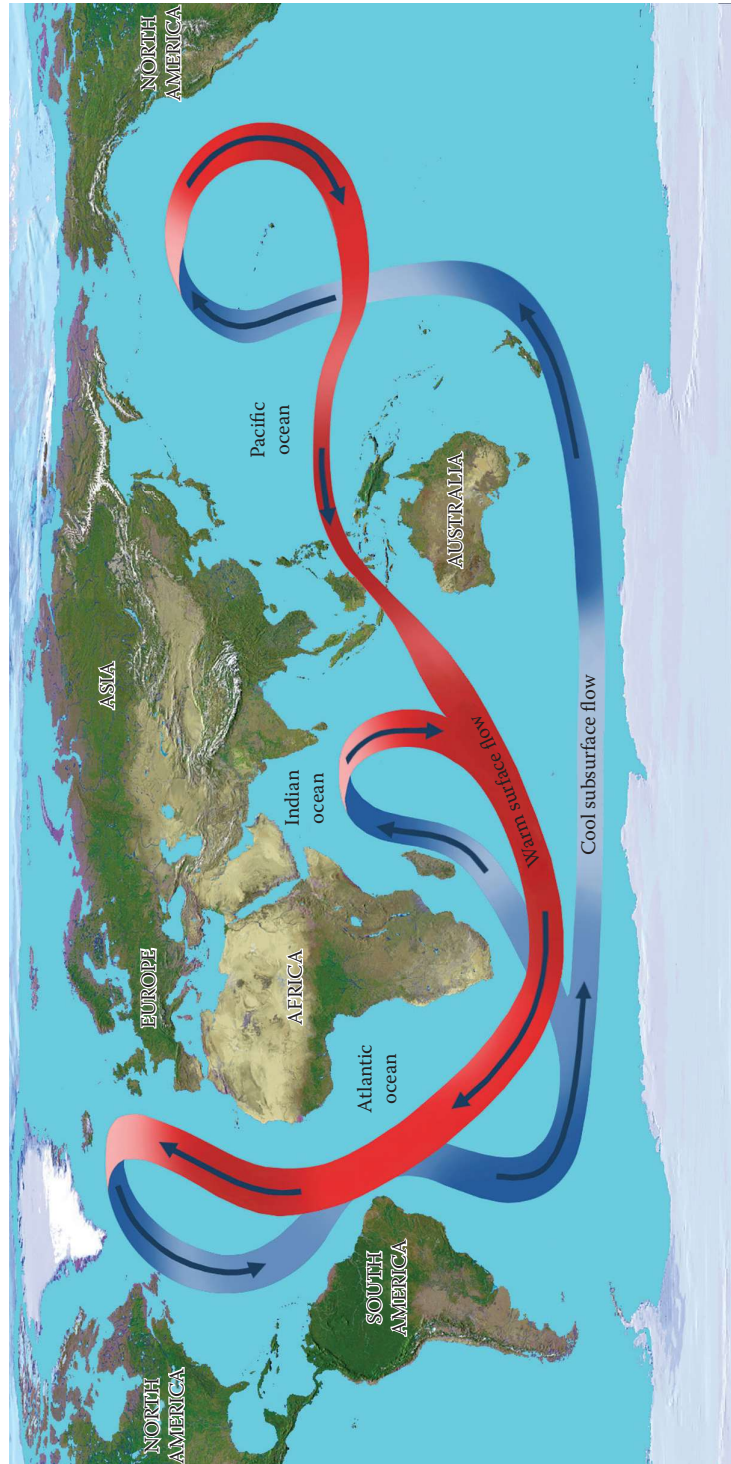 NORTH
AMERICA
SOUTH
AMERICA
Atlantic
ocean
EUROPE
AFRICA
Indian
ocean
Warm surface flow
Cool subsurface flow
ASIA
AUSTRALIA
Pacific
ocean
NORTH
AMERICA